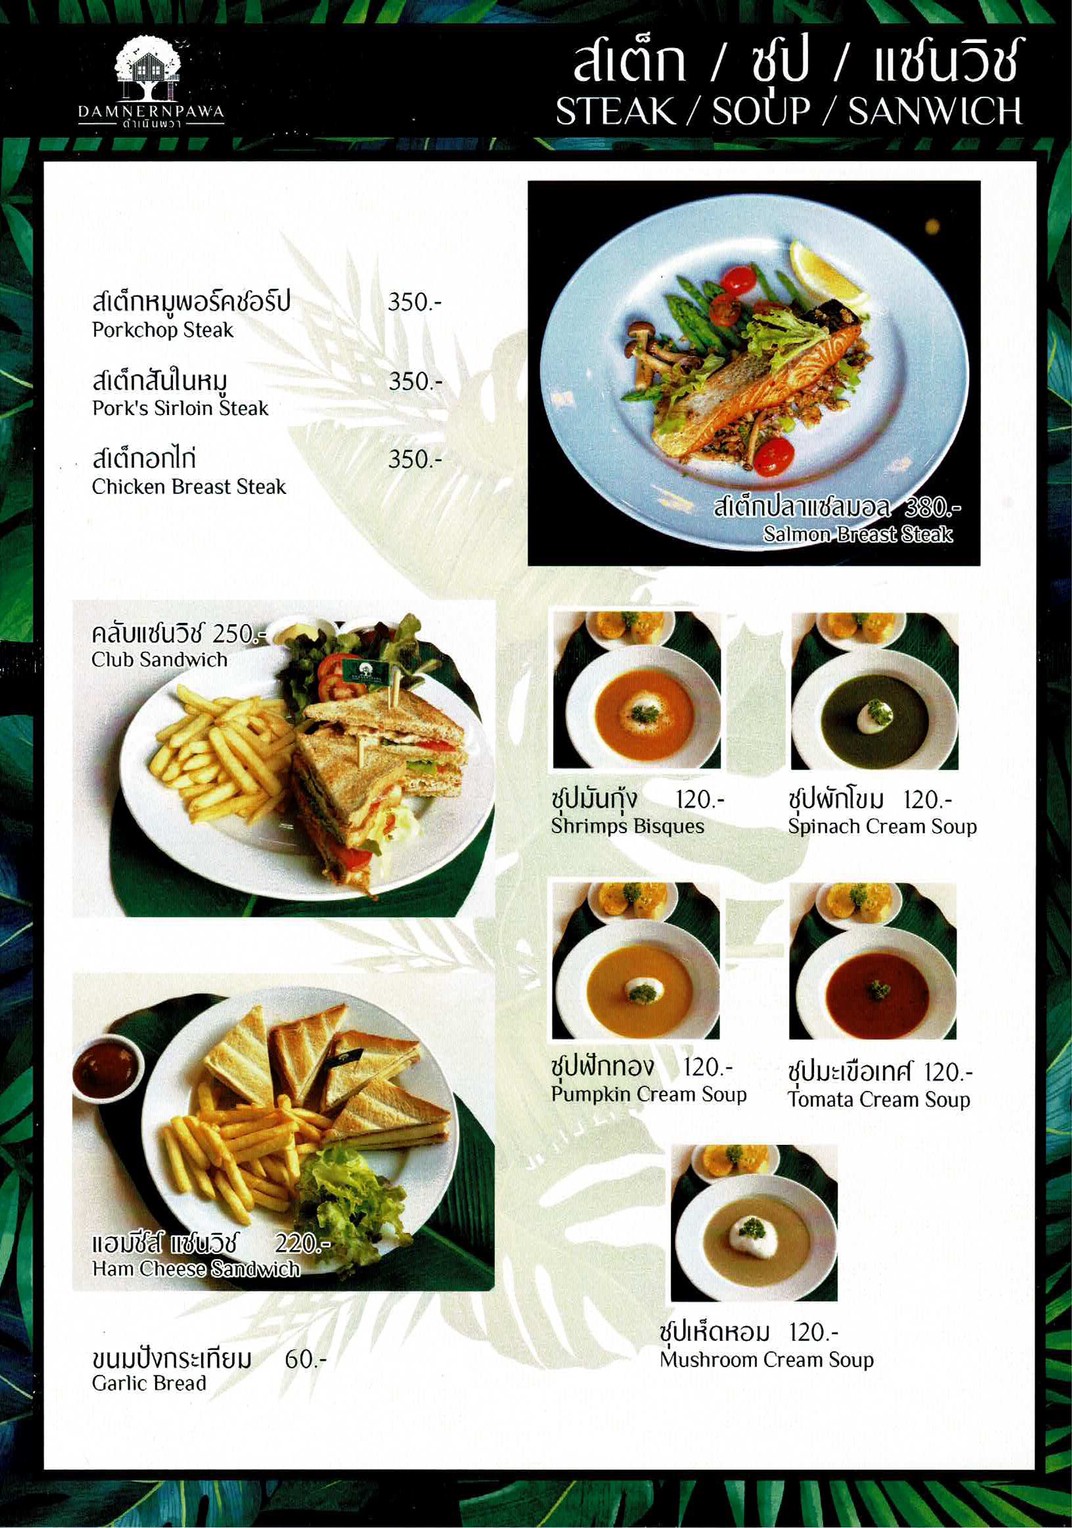 DAMNERNPAWA
ดำเนินพวา
สเต็ก / ซุป / แซนวิช
STEAK / SOUP / SANWICH
สเต็กหมูพอร์คชอร์ป 350.-
Porkchop Steak
สเต็กสันในหมู 350.-
Pork's Sirloin Steak
สเต็กอกไก่ 350.-
Chicken Breast Steak
สเต็กปลาแซลมอล 380.-
Salmon Breast Steak
คลับแซนวิช 250.-
Club Sandwich
ซุปมันกุ้ง 120.-
Shrimps Bisques
ซุปผักโขม 120.-
Spinach Cream Soup
ซุปฟักทอง 120.-
Pumpkin Cream Soup
ซุปมะเขือเทศ 120.-
Tomata Cream Soup
แฮมชีส แซนวิช 220.-
Ham Cheese Sandwich
ซุปเห็ดหอม 120.-
Mushroom Cream Soup
ขนมปังกระเทียม 60.-
Garlic Bread